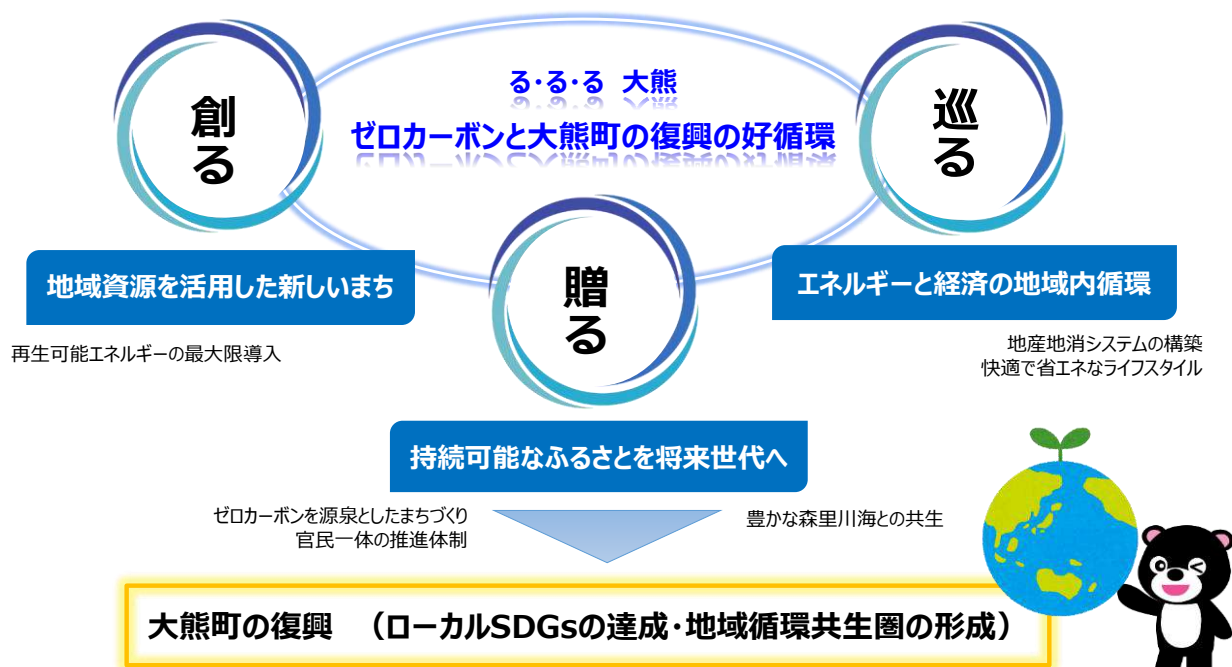 る・る・る 大熊
ゼロカーボンと大熊町の復興の好循環
創る
巡る
贈る
地域資源を活用した新しいまち
再生可能エネルギーの最大限導入
エネルギーと経済の地域内循環
地産地消システムの構築
快適で省エネなライフスタイル
持続可能なふるさとを将来世代へ
ゼロカーボンを源泉としたまちづくり
官民一体の推進体制
豊かな森里川海との共生
大熊町の復興 （ローカルSDGsの達成・地域循環共生圏の形成）